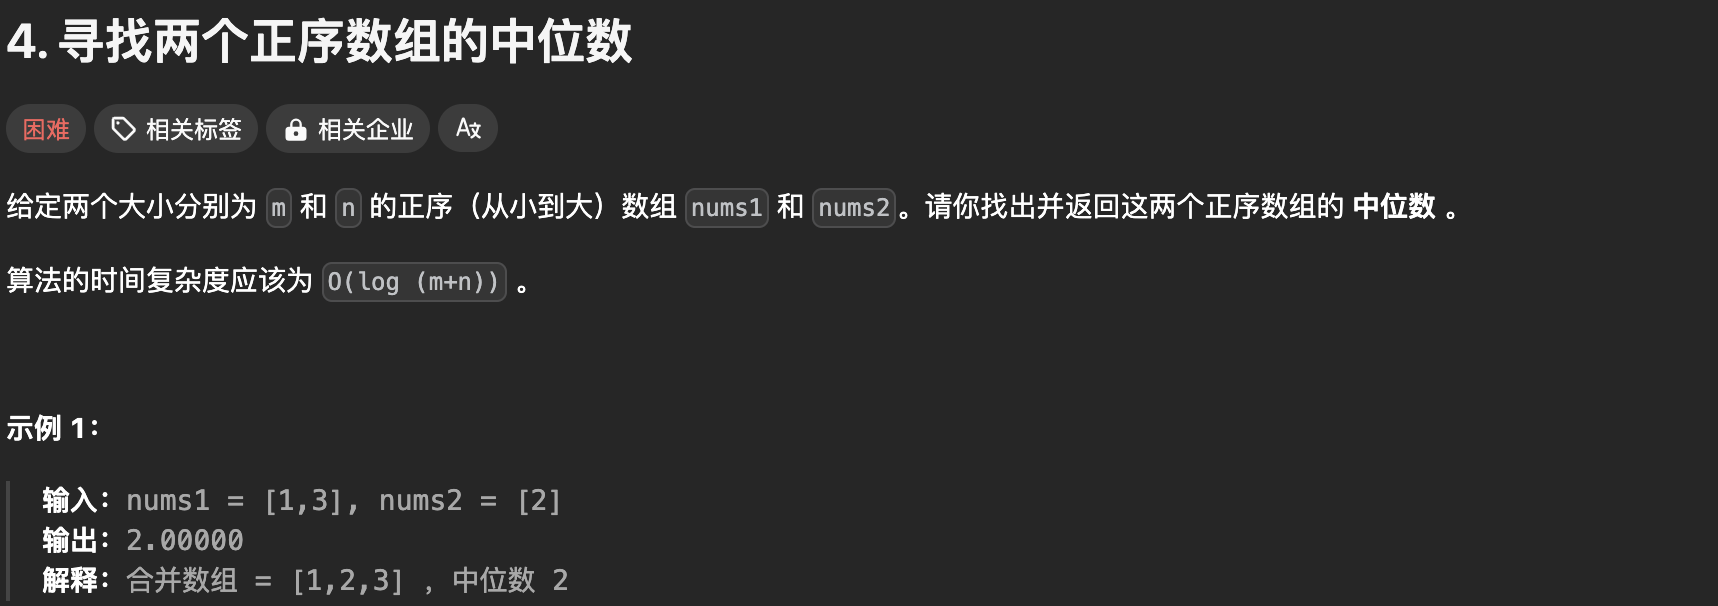 4. 寻找两个正序数组的中位数
困难 相关标签 相关企业 A文
给定两个大小分别为 m 和 n 的正序（从小到大）数组 nums1 和 nums2。请你找出并返回这两个正序数组的 中位数 。
算法的时间复杂度应该为 O(log (m+n)) 。
示例 1：
输入：nums1 = [1,3], nums2 = [2]
输出：2.00000
解释：合并数组 = [1,2,3] ，中位数 2